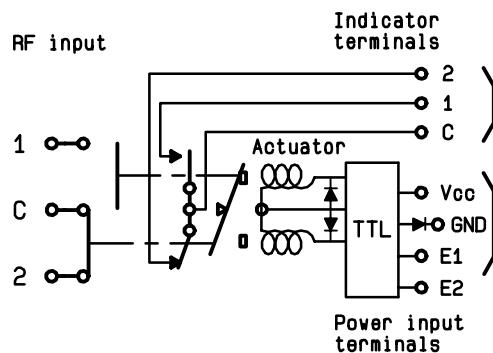 Indicator
terminals
RF input
2
1
C
Actuator
1
C
2
TTL
Vcc
GND
E1
E2
Power input
terminals